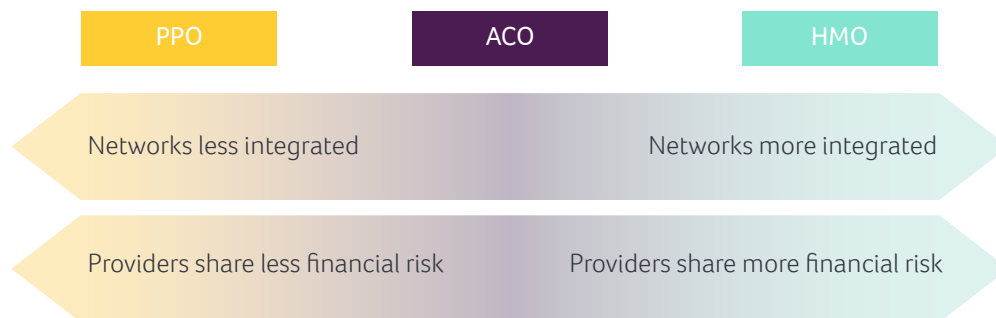 PPO
ACO
HMO
Networks less integrated
Networks more integrated
Providers share less financial risk
Providers share more financial risk